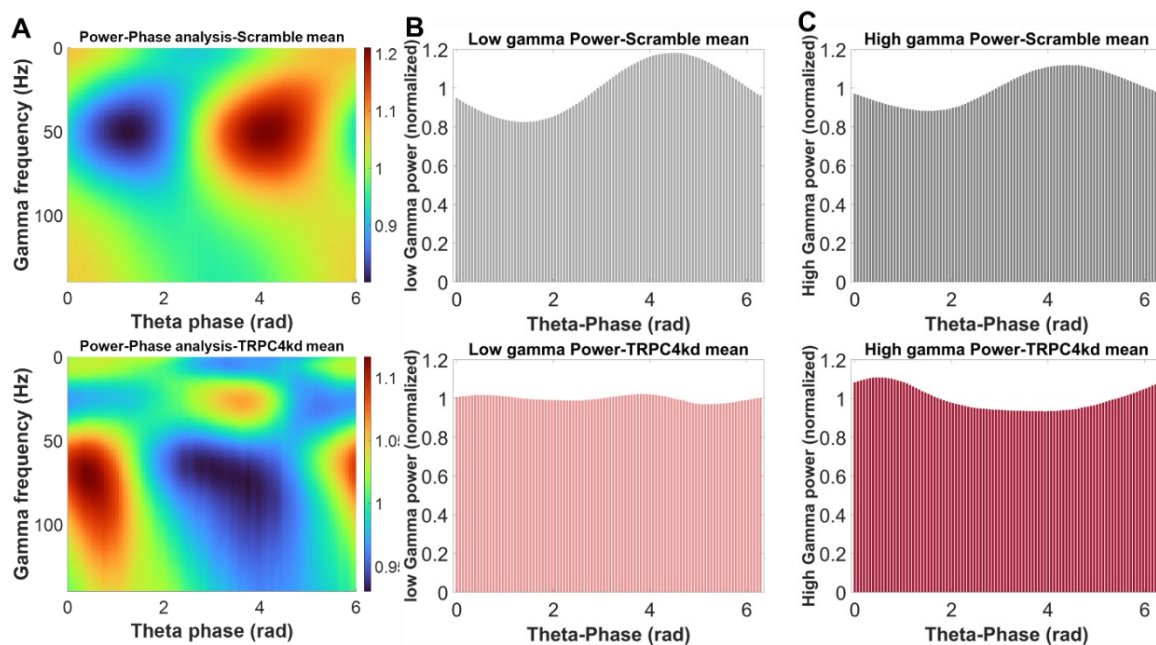 A
Power-Phase analysis-Scramble mean
Gamma frequency (Hz)
0
50
100
0 2 4 6
Theta phase (rad)
1.2
1.1
1
0.9
B
Low gamma Power-Scramble mean
low Gamma power (normalized)
1.2
1
0.8
0.6
0.4
0.2
0
0 2 4 6
Theta-Phase (rad)
C
High gamma Power-Scramble mean
High Gamma power (normalized)
1.2
1
0.8
0.6
0.4
0.2
0
0 2 4 6
Theta-Phase (rad)
Power-Phase analysis-TRPC4kd mean
Gamma frequency (Hz)
0
50
100
0 2 4 6
Theta phase (rad)
1.1
1.05
1
0.95
Low gamma Power-TRPC4kd mean
low Gamma power (normalized)
1.2
1
0.8
0.6
0.4
0.2
0
0 2 4 6
Theta-Phase (rad)
High gamma Power-TRPC4kd mean
High Gamma power (normalized)
1.2
1
0.8
0.6
0.4
0.2
0
0 2 4 6
Theta-Phase (rad)